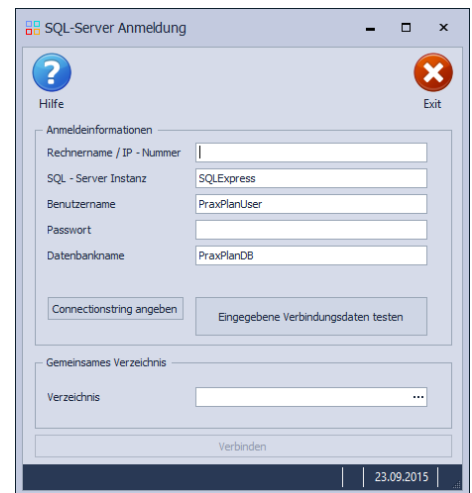 SQL-Server Anmeldung
Hilfe
Exit
Anmeldeinformationen
Rechnername / IP - Nummer
SQL - Server Instanz
SQLExpress
Benutzername
PraxPlanUser
Passwort
Datenbankname
PraxPlanDB
Connectionstring angeben
Eingegebene Verbindungsdaten testen
Gemeinsames Verzeichnis
Verzeichnis
...
Verbinden
23.09.2015